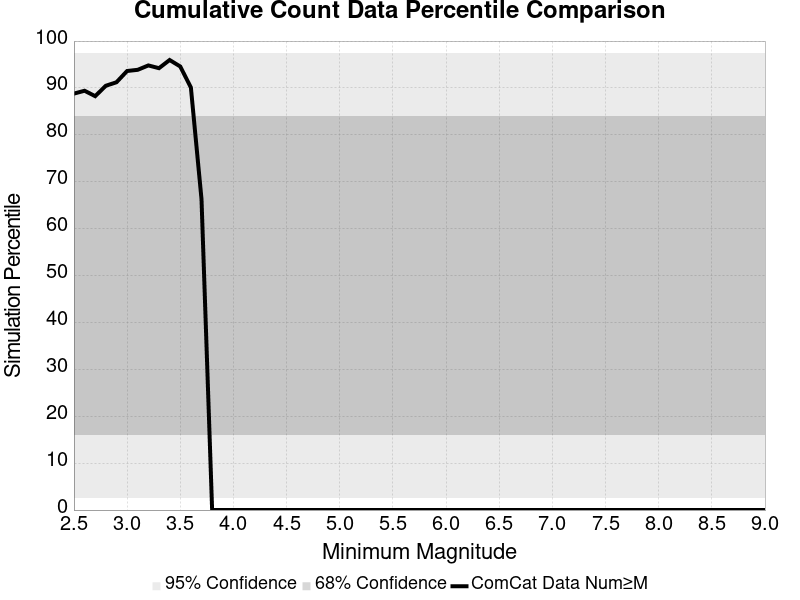 Cumulative Count Data Percentile Comparison
100
90
80
70
60
50
40
30
20
10
0
Simulation Percentile
2.5 3.0 3.5 4.0 4.5 5.0 5.5 6.0 6.5 7.0 7.5 8.0 8.5 9.0
Minimum Magnitude
95% Confidence 68% Confidence ComCat Data Num≥M